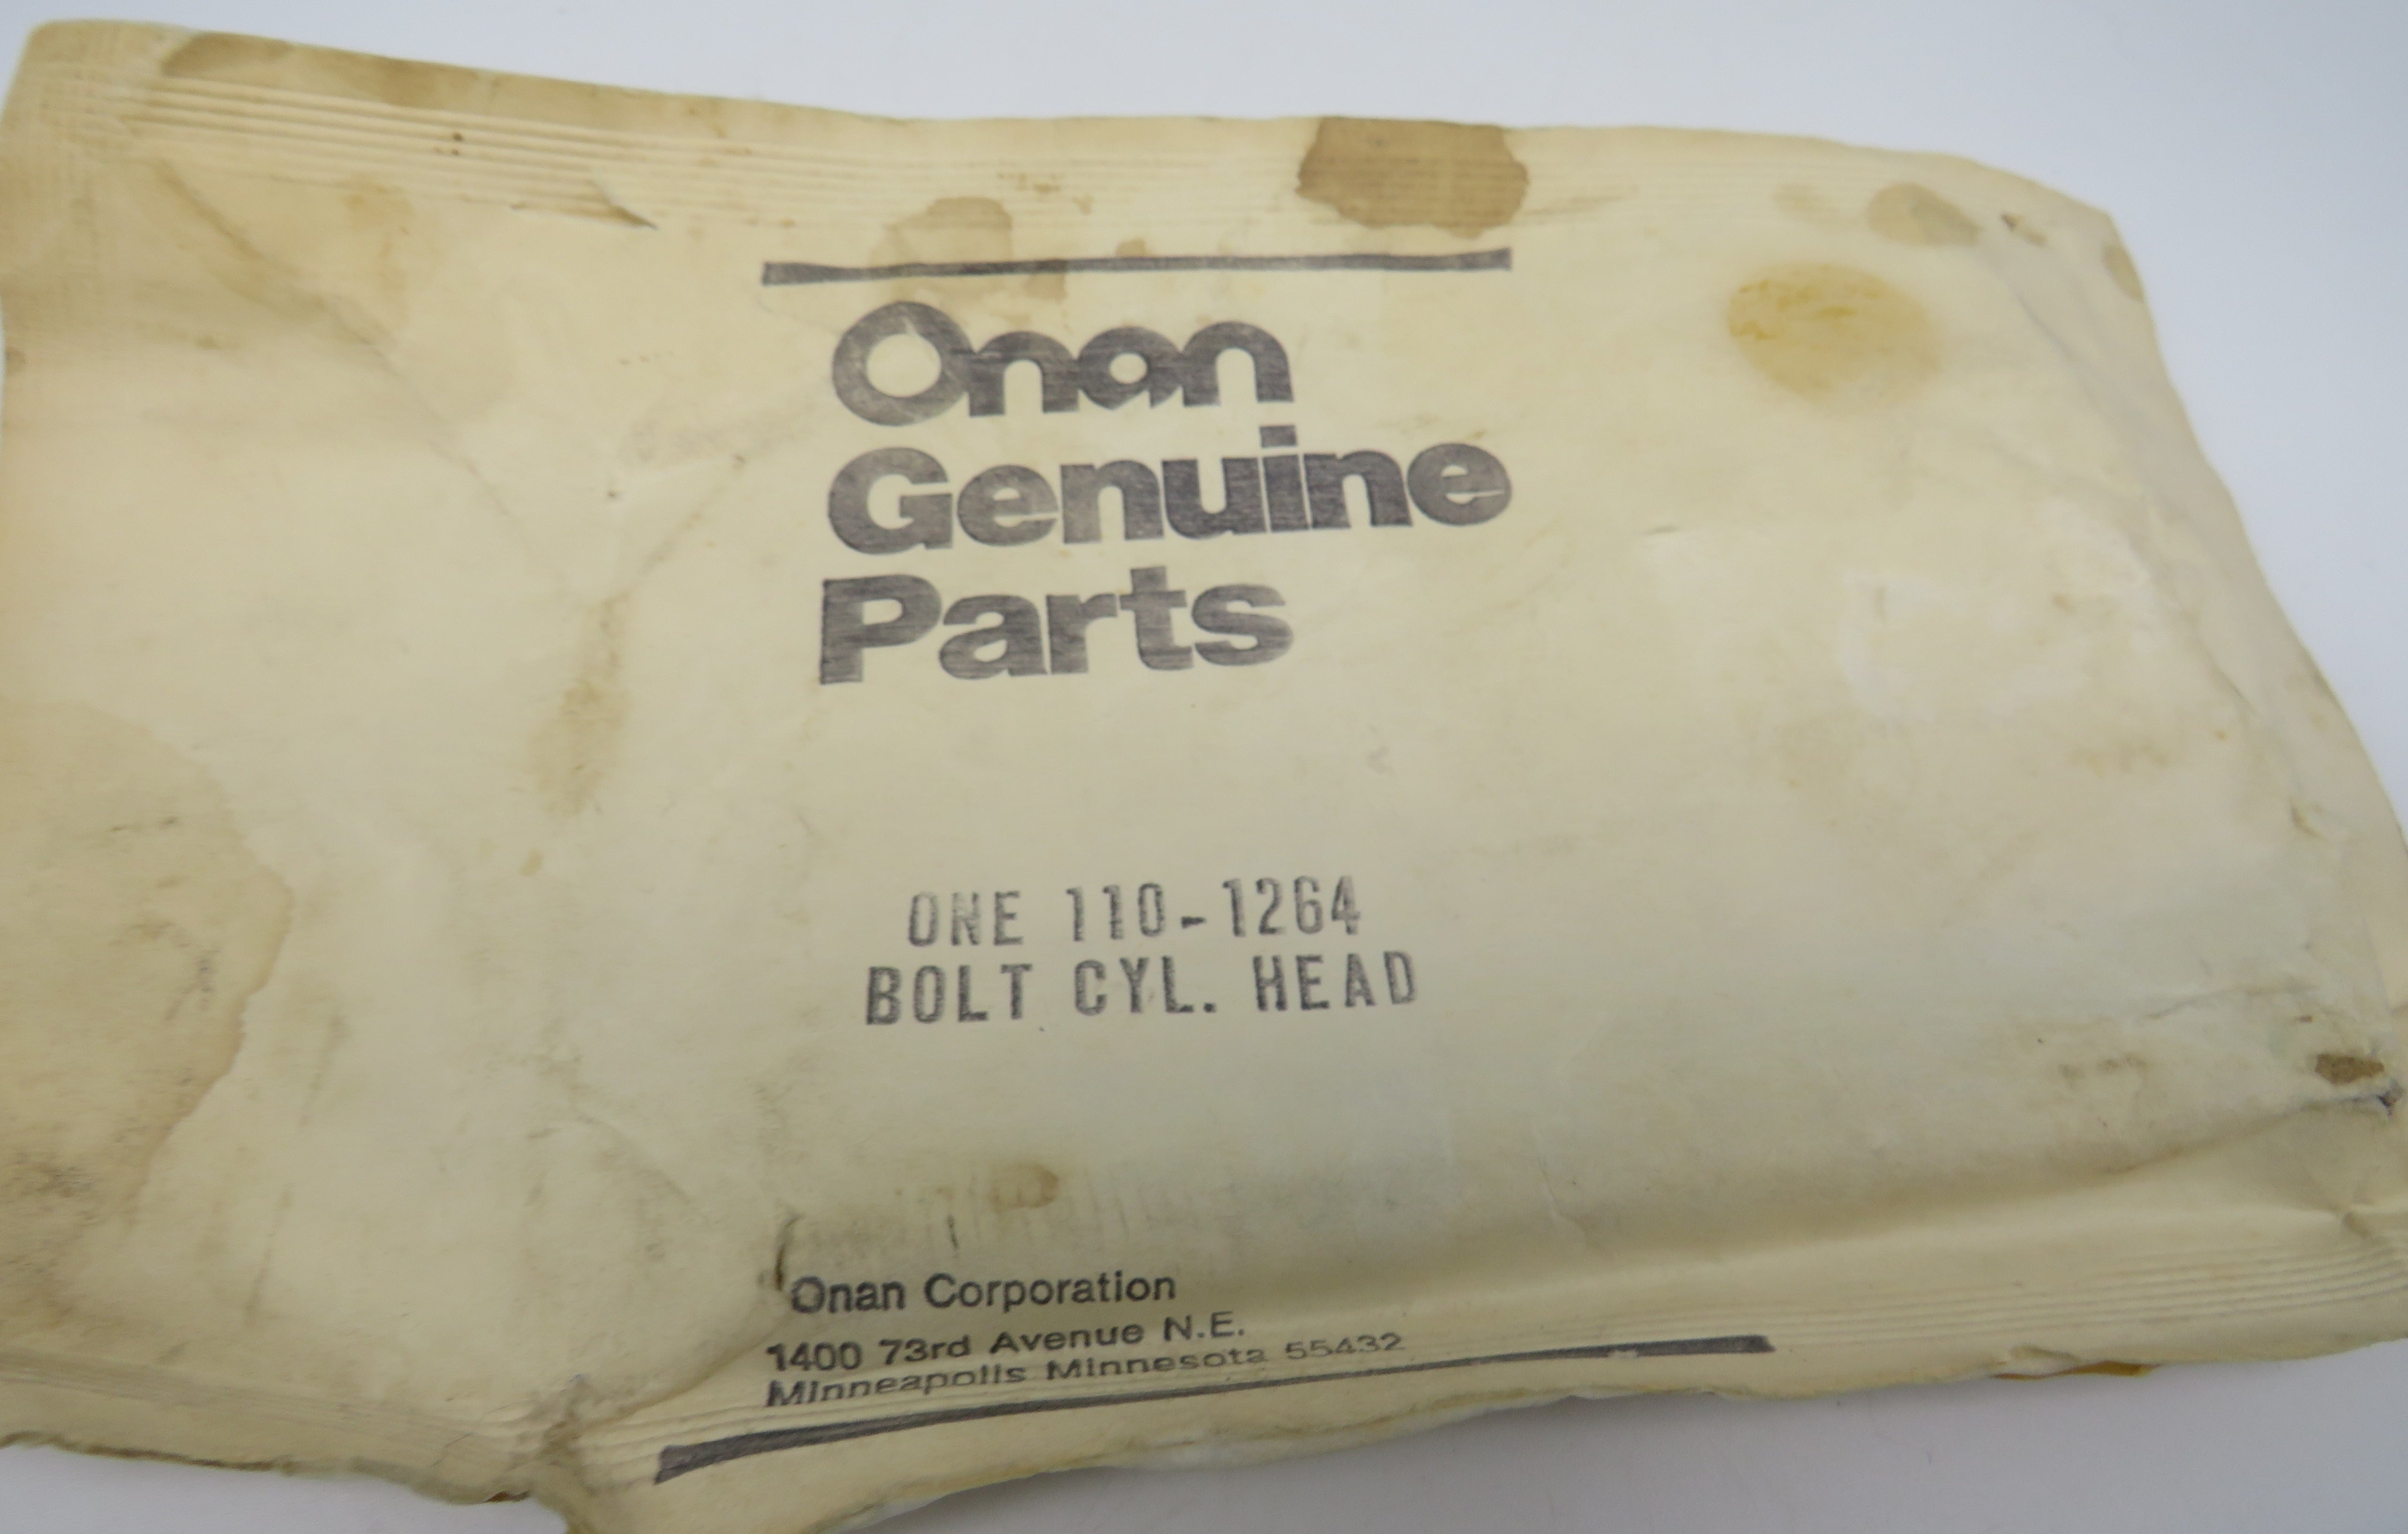 Onan
Genuine
Parts
ONE 110-1264
BOLT CYL. HEAD
Onan Corporation
1400 73rd Avenue N.E.
Minneapolis Minnesota 55432